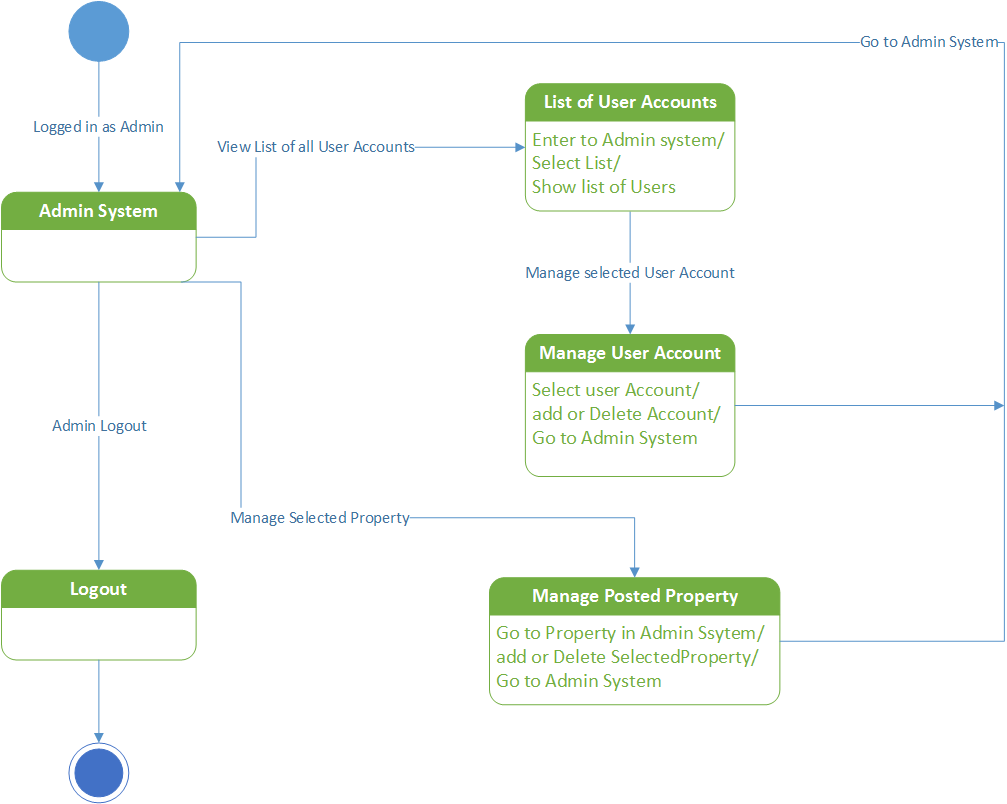 Go to Admin System
List of User Accounts
Enter to Admin system/
Select List/
Show list of Users
Logged in as Admin
View List of all User Accounts
Admin System
Manage selected User Account
Manage User Account
Select user Account/
add or Delete Account/
Go to Admin System
Admin Logout
Manage Selected Property
Logout
Manage Posted Property
Go to Property in Admin Ssytem/
add or Delete SelectedProperty/
Go to Admin System